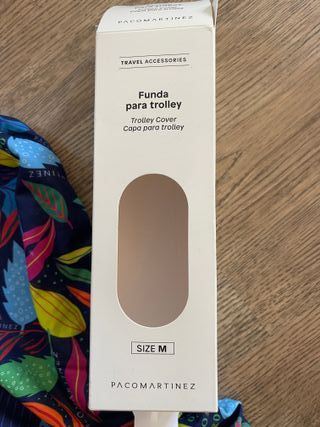 PACOMARTINEZ
TRAVEL ACCESSORIES
Funda
para trolley
Trolley Cover
Capa para trolley
SIZE M
PACOMARTINEZ